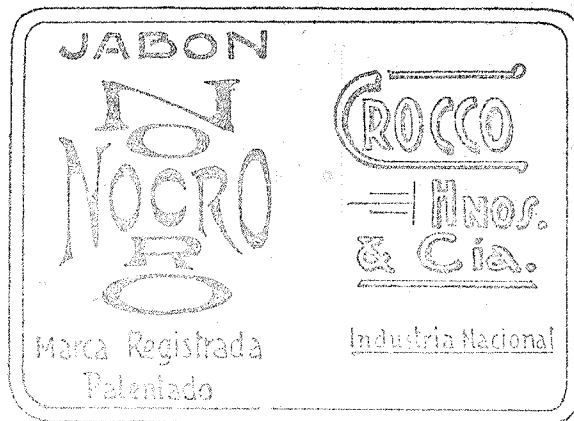 JABON
N
O
NOCRO
R
O
Marca Registrada
Patentado
CROCCO
HNOS.
& Cía.
Industria Nacional